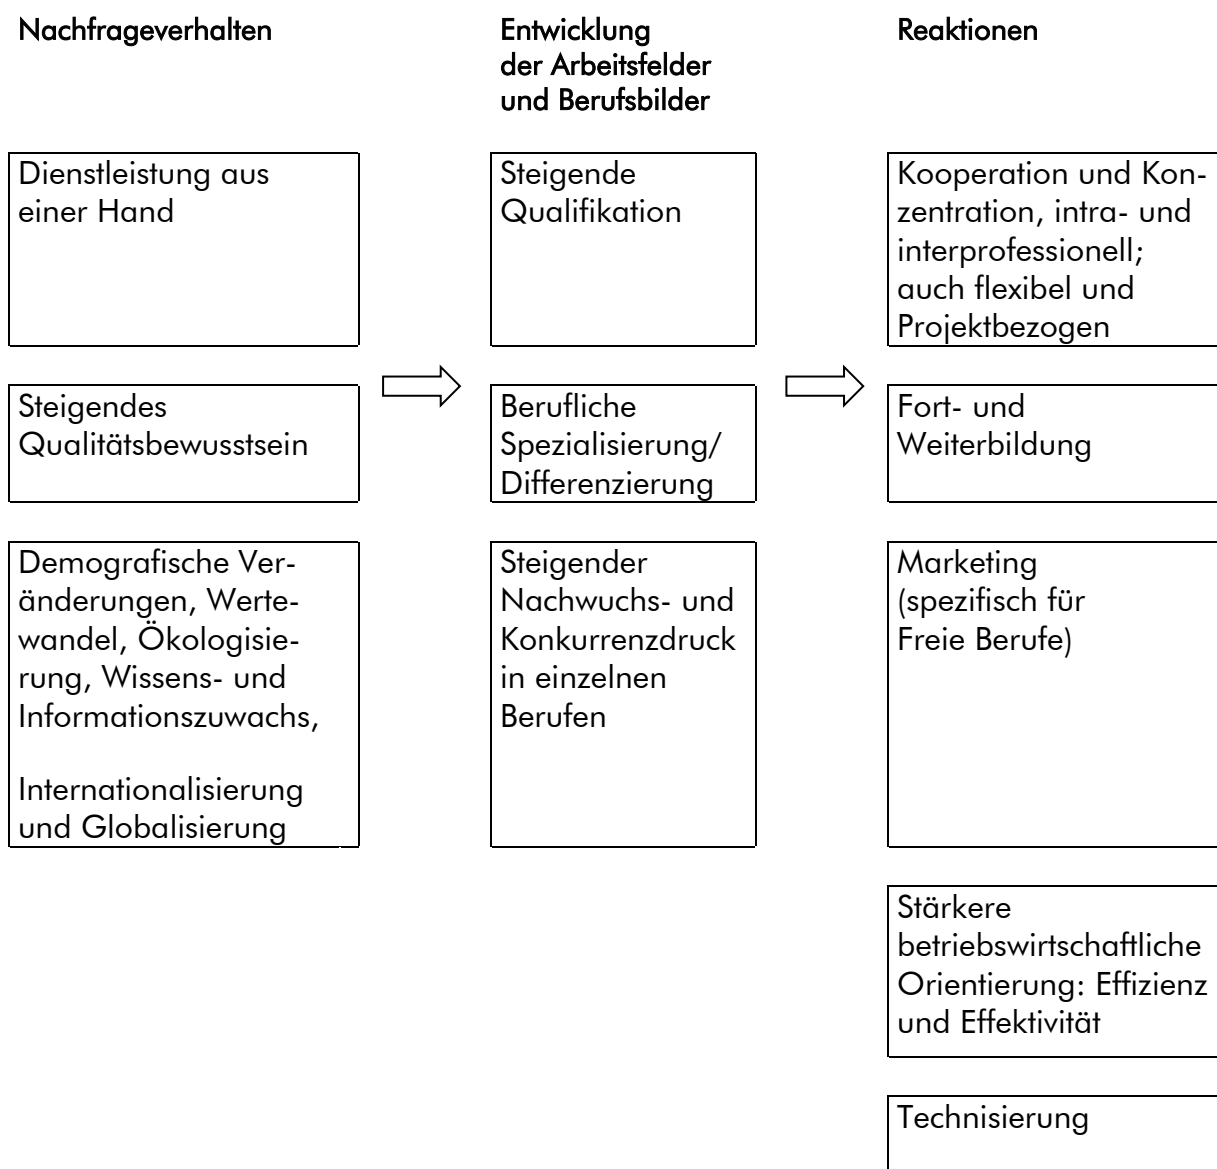 Nachfrageverhalten
Entwicklung
der Arbeitsfelder
und Berufsbilder
Reaktionen
Dienstleistung aus
einer Hand
Steigende
Qualifikation
Kooperation und Kon-
zentration, intra- und
interprofessionell;
auch flexibel und
Projektbezogen
Steigendes
Qualitätsbewusstsein
Berufliche
Spezialisierung/
Differenzierung
Fort- und
Weiterbildung
Demografische Ver-
änderungen, Werte-
wandel, Ökologisie-
rung, Wissens- und
Informationszuwachs,
Internationalisierung
und Globalisierung
Steigender
Nachwuchs- und
Konkurrenzdruck
in einzelnen
Berufen
Marketing
(spezifisch für
Freie Berufe)
Stärkere
betriebswirtschaftliche
Orientierung: Effizienz
und Effektivität
Technisierung